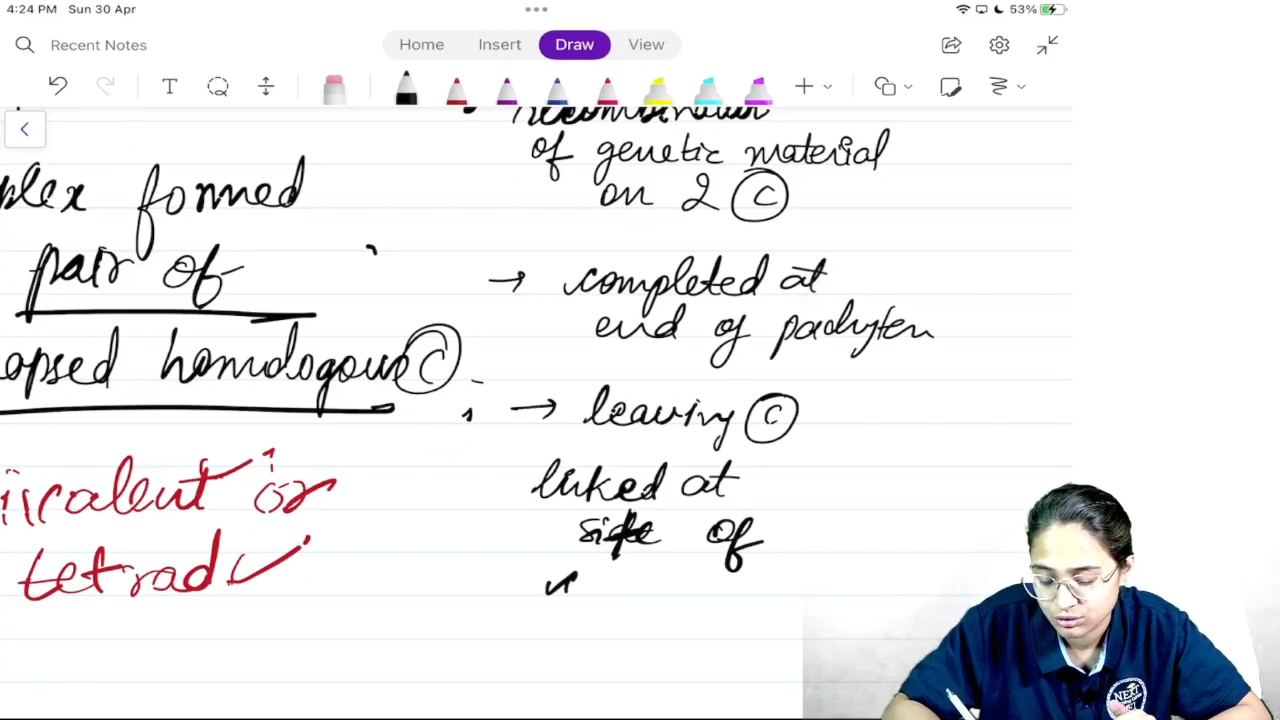 4:24 PM Sun 30 Apr
53%
Recent Notes
Home Insert Draw View
T
of genetic material
on 2 C
→ completed at
end of pachyten
→ leaving C
linked at
site of
plex formed
pair of
apsed homologous C
or
tetrad
NEXT